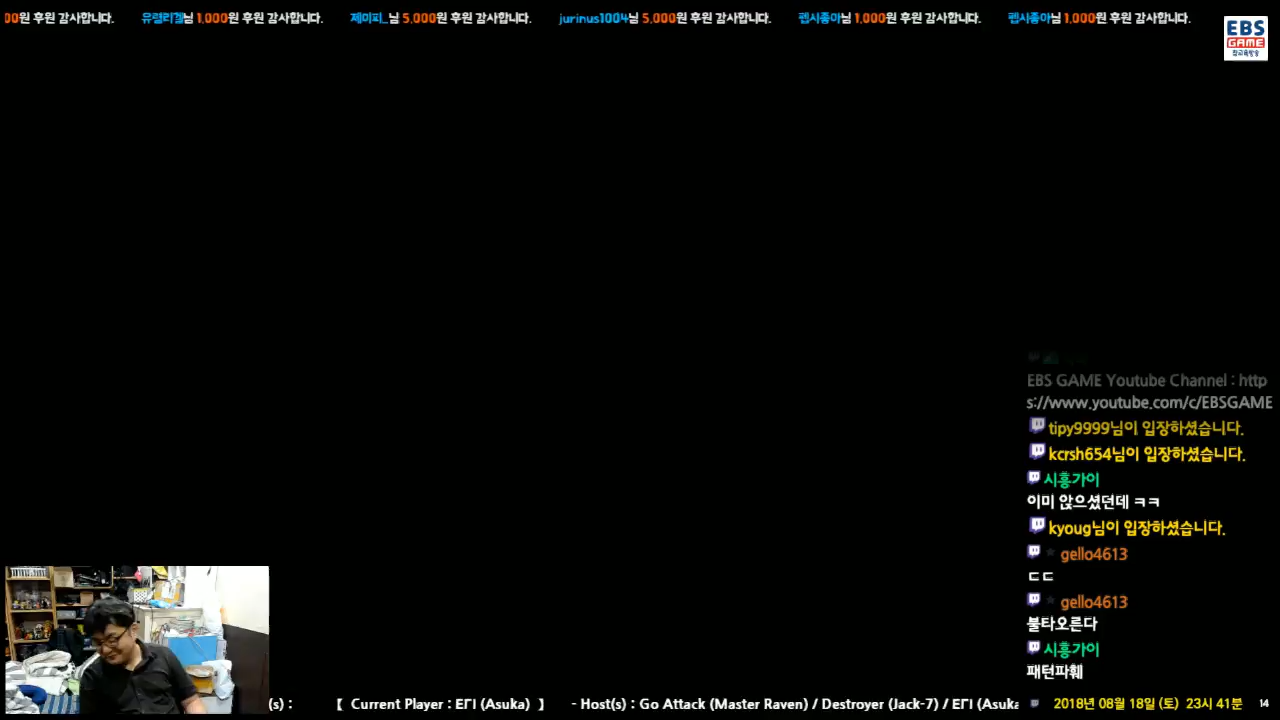 00원 후원 감사합니다. 유령리겔님 1,000원 후원 감사합니다. 제미피_님 5,000원 후원 감사합니다. jurinus1004님 5,000원 후원 감사합니다. 펩시좋아님 1,000원 후원 감사합니다. 펩시좋아님 1,000원 후원 감사합니다.
EBS
GAME
참교육방송
EBS GAME Youtube Channel : http
s://www.youtube.com/c/EBSGAME
tipy9999님이 입장하셨습니다.
kcrsh654님이 입장하셨습니다.
시흥가이
이미 앉으셨던데 ㅋㅋ
kyoug님이 입장하셨습니다.
gello4613
ㄷㄷ
gello4613
불타오른다
시흥가이
패턴파훼
(s) : 【 Current Player : ЕГI (Asuka) 】 - Host(s) : Go Attack (Master Raven) / Destroyer (Jack-7) / ЕГI (Asuka
2018년 08월 18일 (토) 23시 41분 14